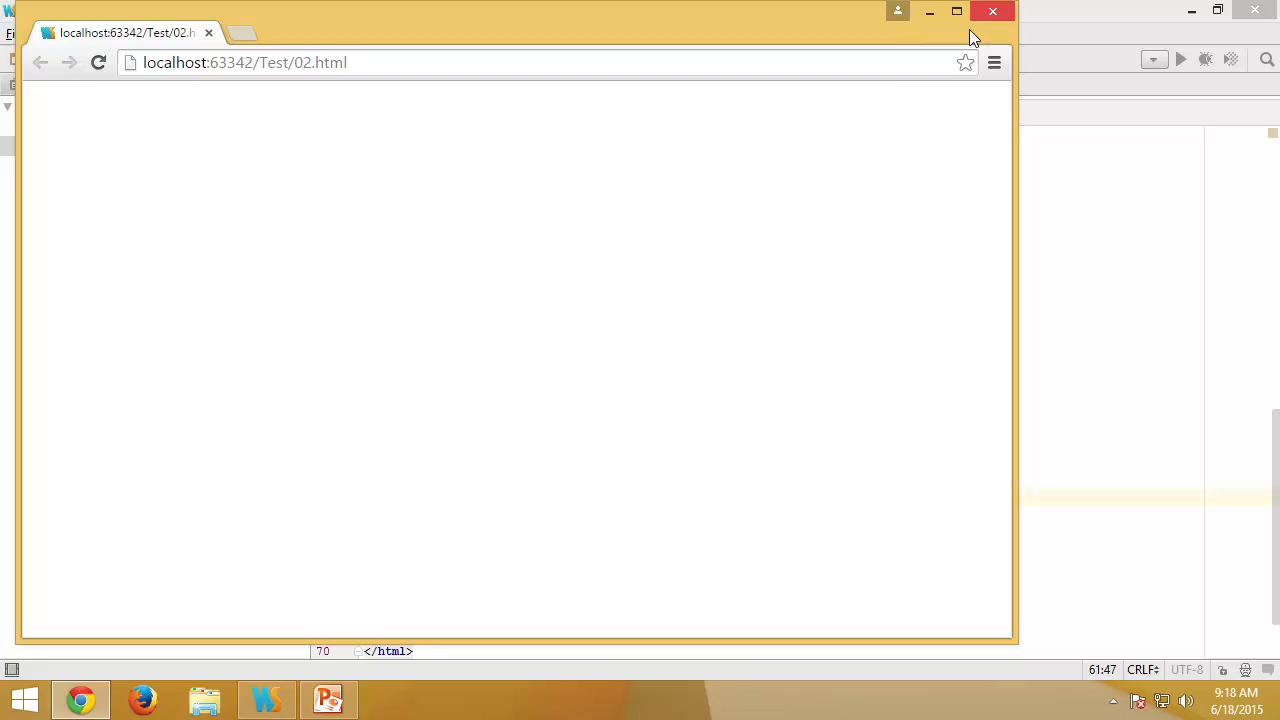 localhost:63342/Test/02.h
localhost:63342/Test/02.html
70 </html>
61:47 CRLF UTF-8
9:18 AM
6/18/2015